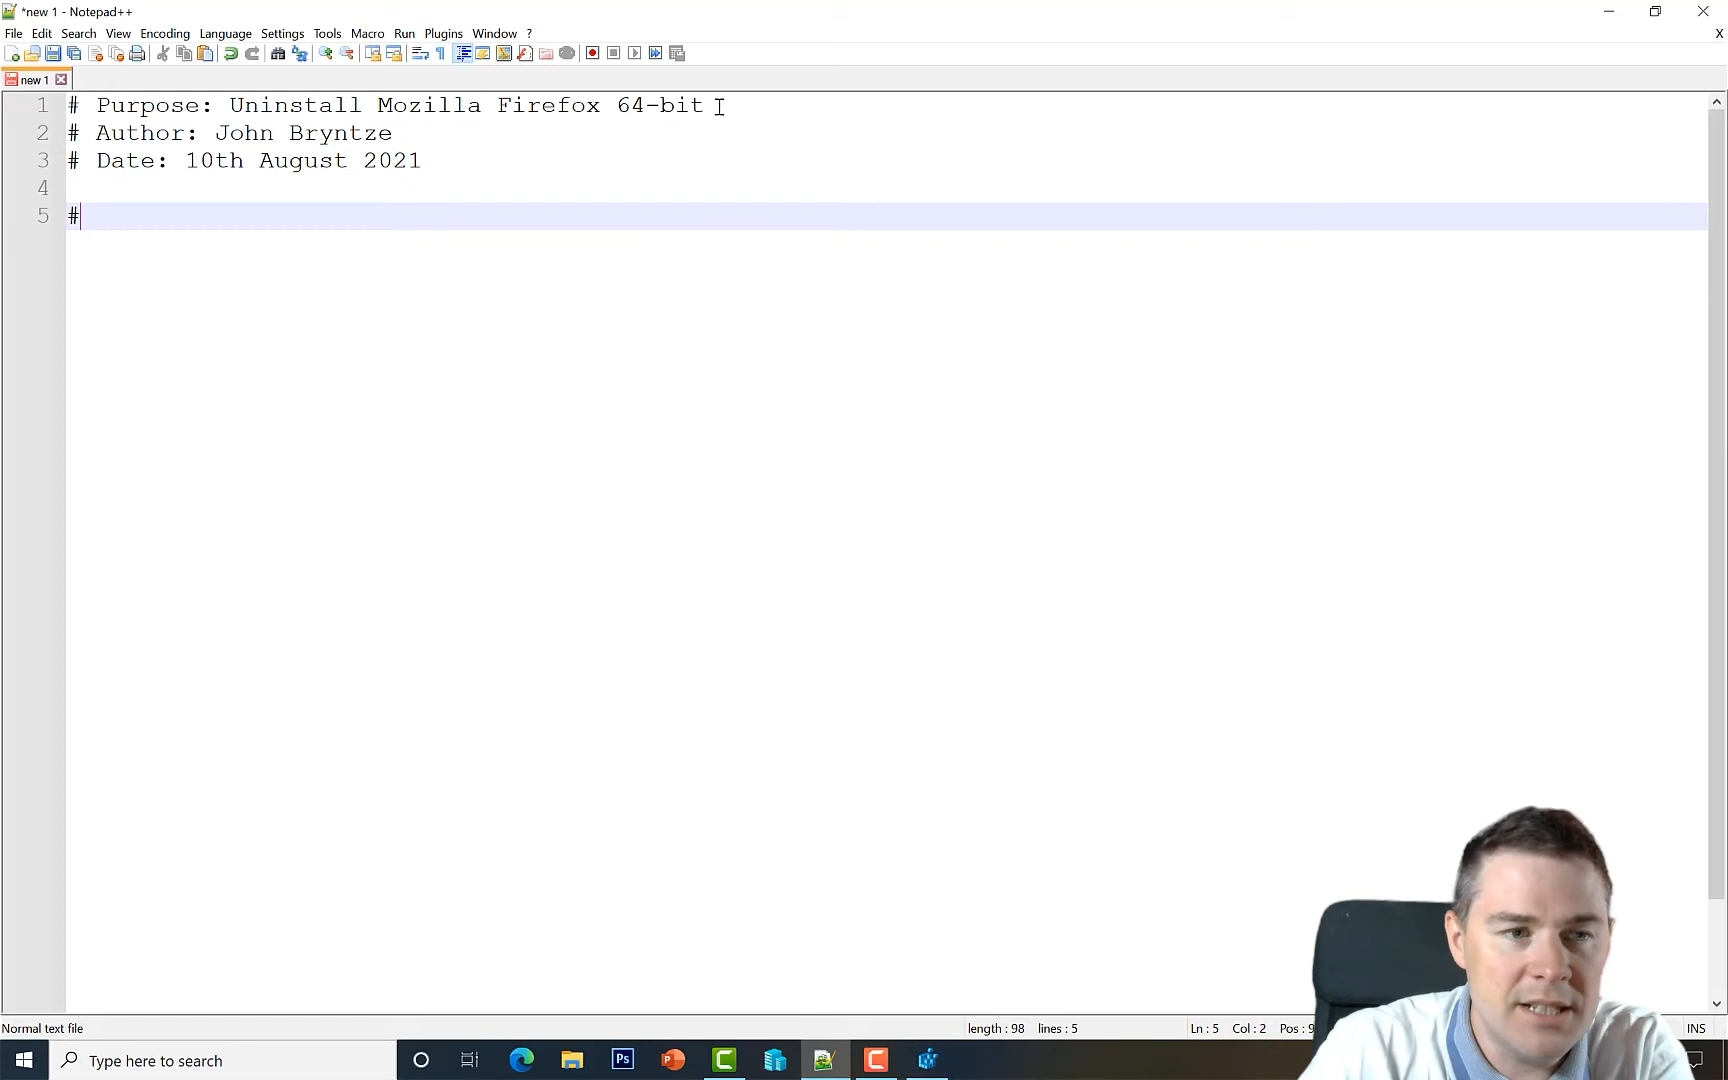 *new 1 - Notepad++
File Edit Search View Encoding Language Settings Tools Macro Run Plugins Window ? X
new 1
1 # Purpose: Uninstall Mozilla Firefox 64-bit
2 # Author: John Bryntze
3 # Date: 10th August 2021
4
5 #
Normal text file length : 98 lines : 5 Ln : 5 Col : 2 Pos : 9 INS
Type here to search Ps P C C